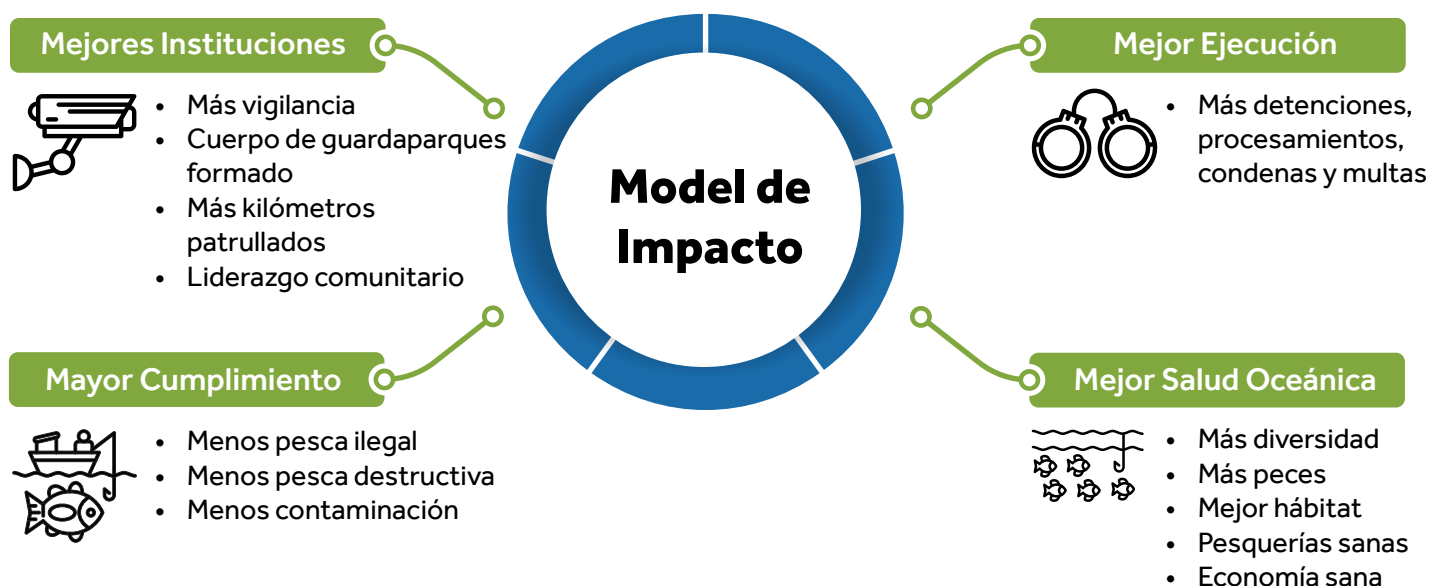 Mejores Instituciones
• Más vigilancia
• Cuerpo de guardaparques
formado
• Más kilómetros
patrullados
• Liderazgo comunitario
Model de
Impacto
Mejor Ejecución
• Más detenciones,
procesamientos,
condenas y multas
Mayor Cumplimiento
• Menos pesca ilegal
• Menos pesca destructiva
• Menos contaminación
Mejor Salud Oceánica
• Más diversidad
• Más peces
• Mejor hábitat
• Pesquerías sanas
• Economía sana